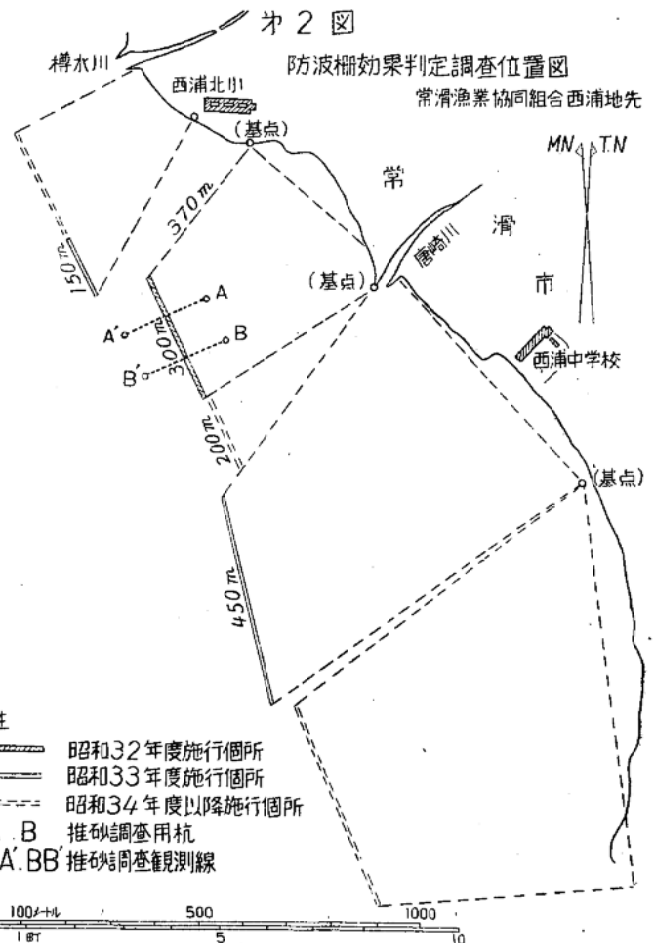 才2図
樽水川
防波柵効果判定調査位置図
西浦北小
常滑漁業協同組合西浦地先
(基点)
MN T.N
常
滑
市
370m
唐崎川
150m
(基点)
A
A'
B
B'
300m
西浦中学校
200m
(基点)
450m
昭和32年度施行個所
昭和33年度施行個所
昭和34年度以降施行個所
.B 推砂調査用杭
A'.BB' 推砂調査観測線
100メートル 500 1000
1町 5 10